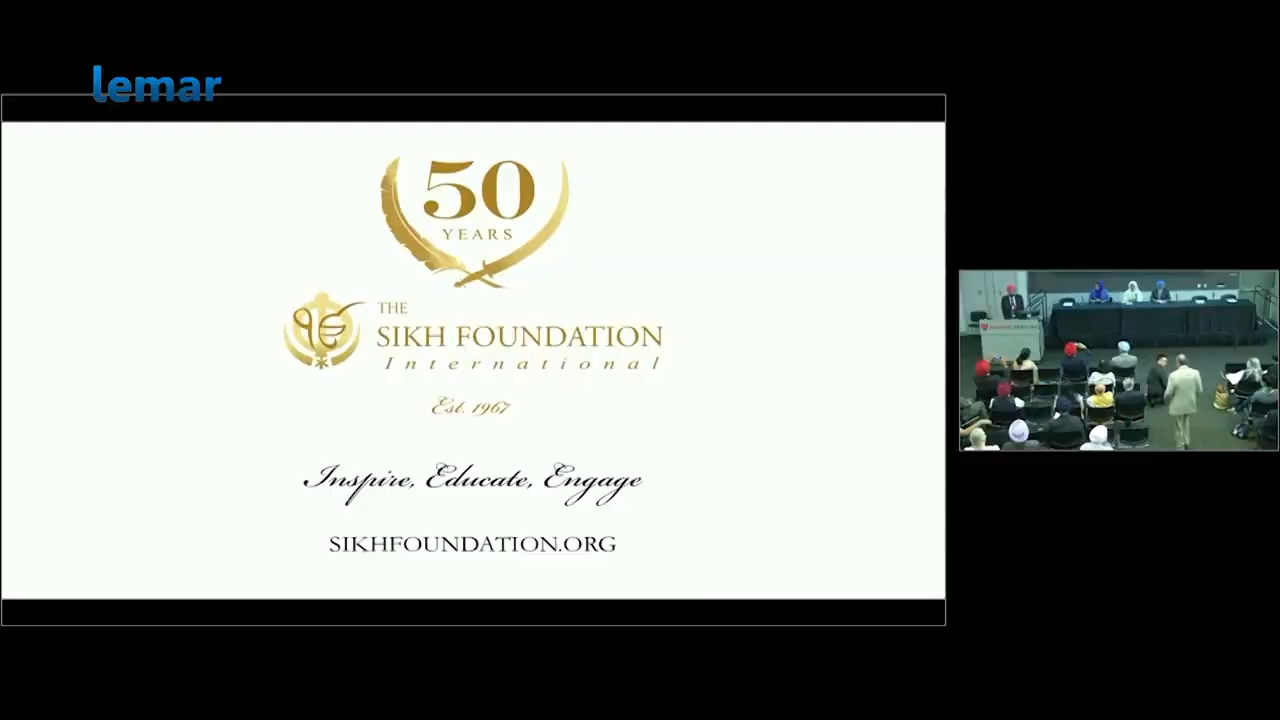 lemar
50
YEARS
ੴ
THE
SIKH FOUNDATION
International
Est. 1967
Inspire, Educate, Engage
SIKHFOUNDATION.ORG